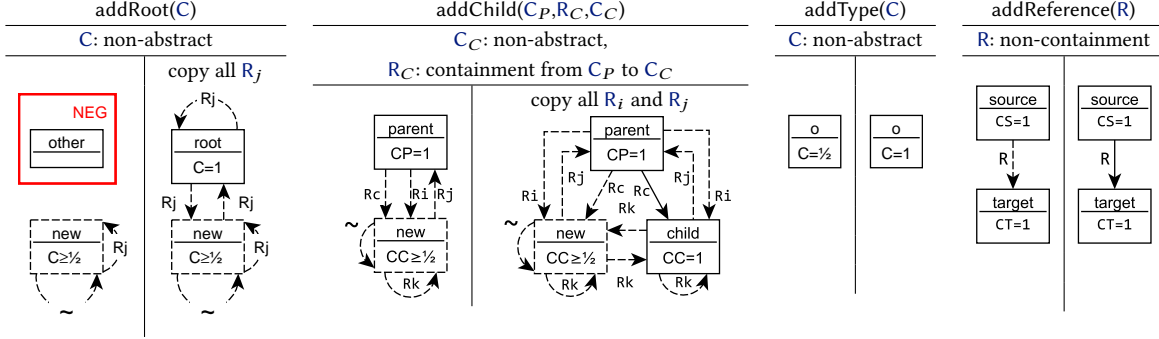 addRoot(C)
C: non-abstract
copy all Rj
NEG
other
Rj
root
C=1
Rj
Rj
new
C≥½
Rj
~
new
C≥½
Rj
~
addChild(CP,RC,CC)
CC: non-abstract,
RC: containment from CP to CC
copy all Ri and Rj
parent
CP=1
Rc
Ri
Rj
~
new
CC≥½
Rk
parent
CP=1
Ri
Rj
Rc
Rc
Rj
Ri
Rk
~
new
CC≥½
child
CC=1
Rk
Rk
Rk
addType(C)
C: non-abstract
o
C=½
o
C=1
addReference(R)
R: non-containment
source
CS=1
R
target
CT=1
source
CS=1
R
target
CT=1